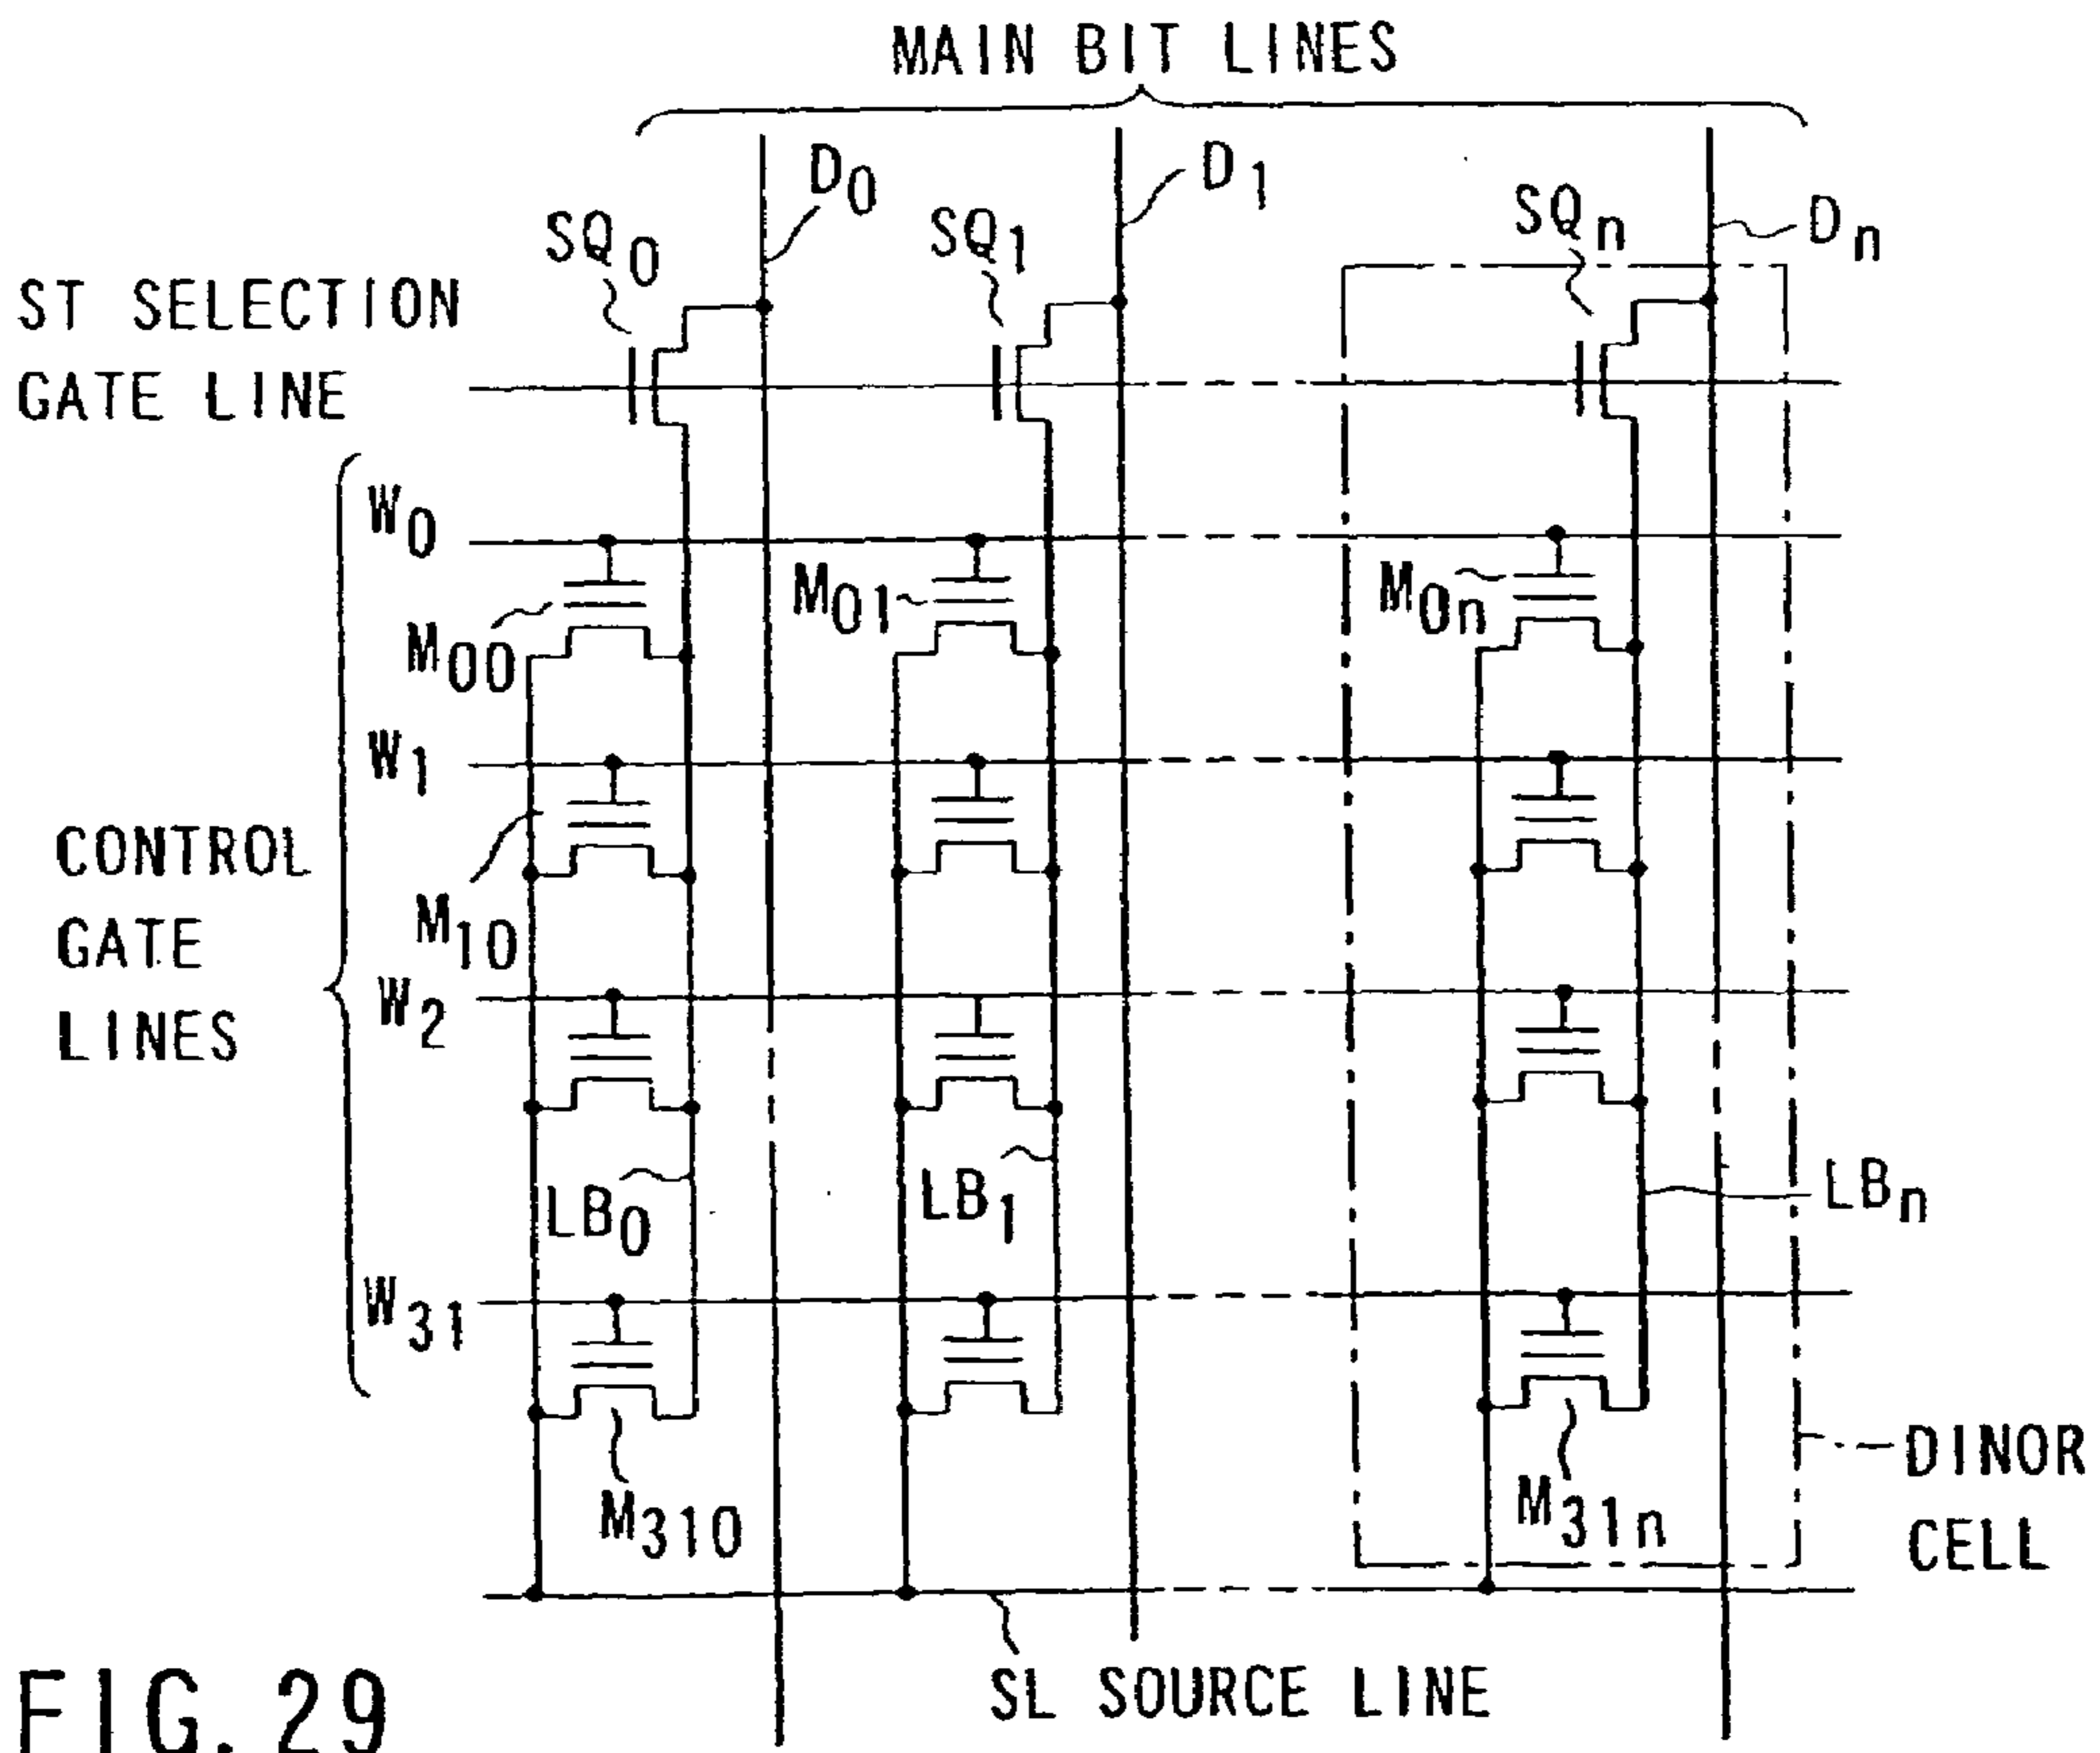 MAIN BIT LINES
D0
D1
Dn
SQ0
SQ1
SQn
ST SELECTION
GATE LINE
W0
M00
M01
M0n
W1
M10
CONTROL
GATE
LINES
W2
LB0
LB1
LBn
W31
M310
M31n
DINOR
CELL
SL SOURCE LINE
FIG. 29